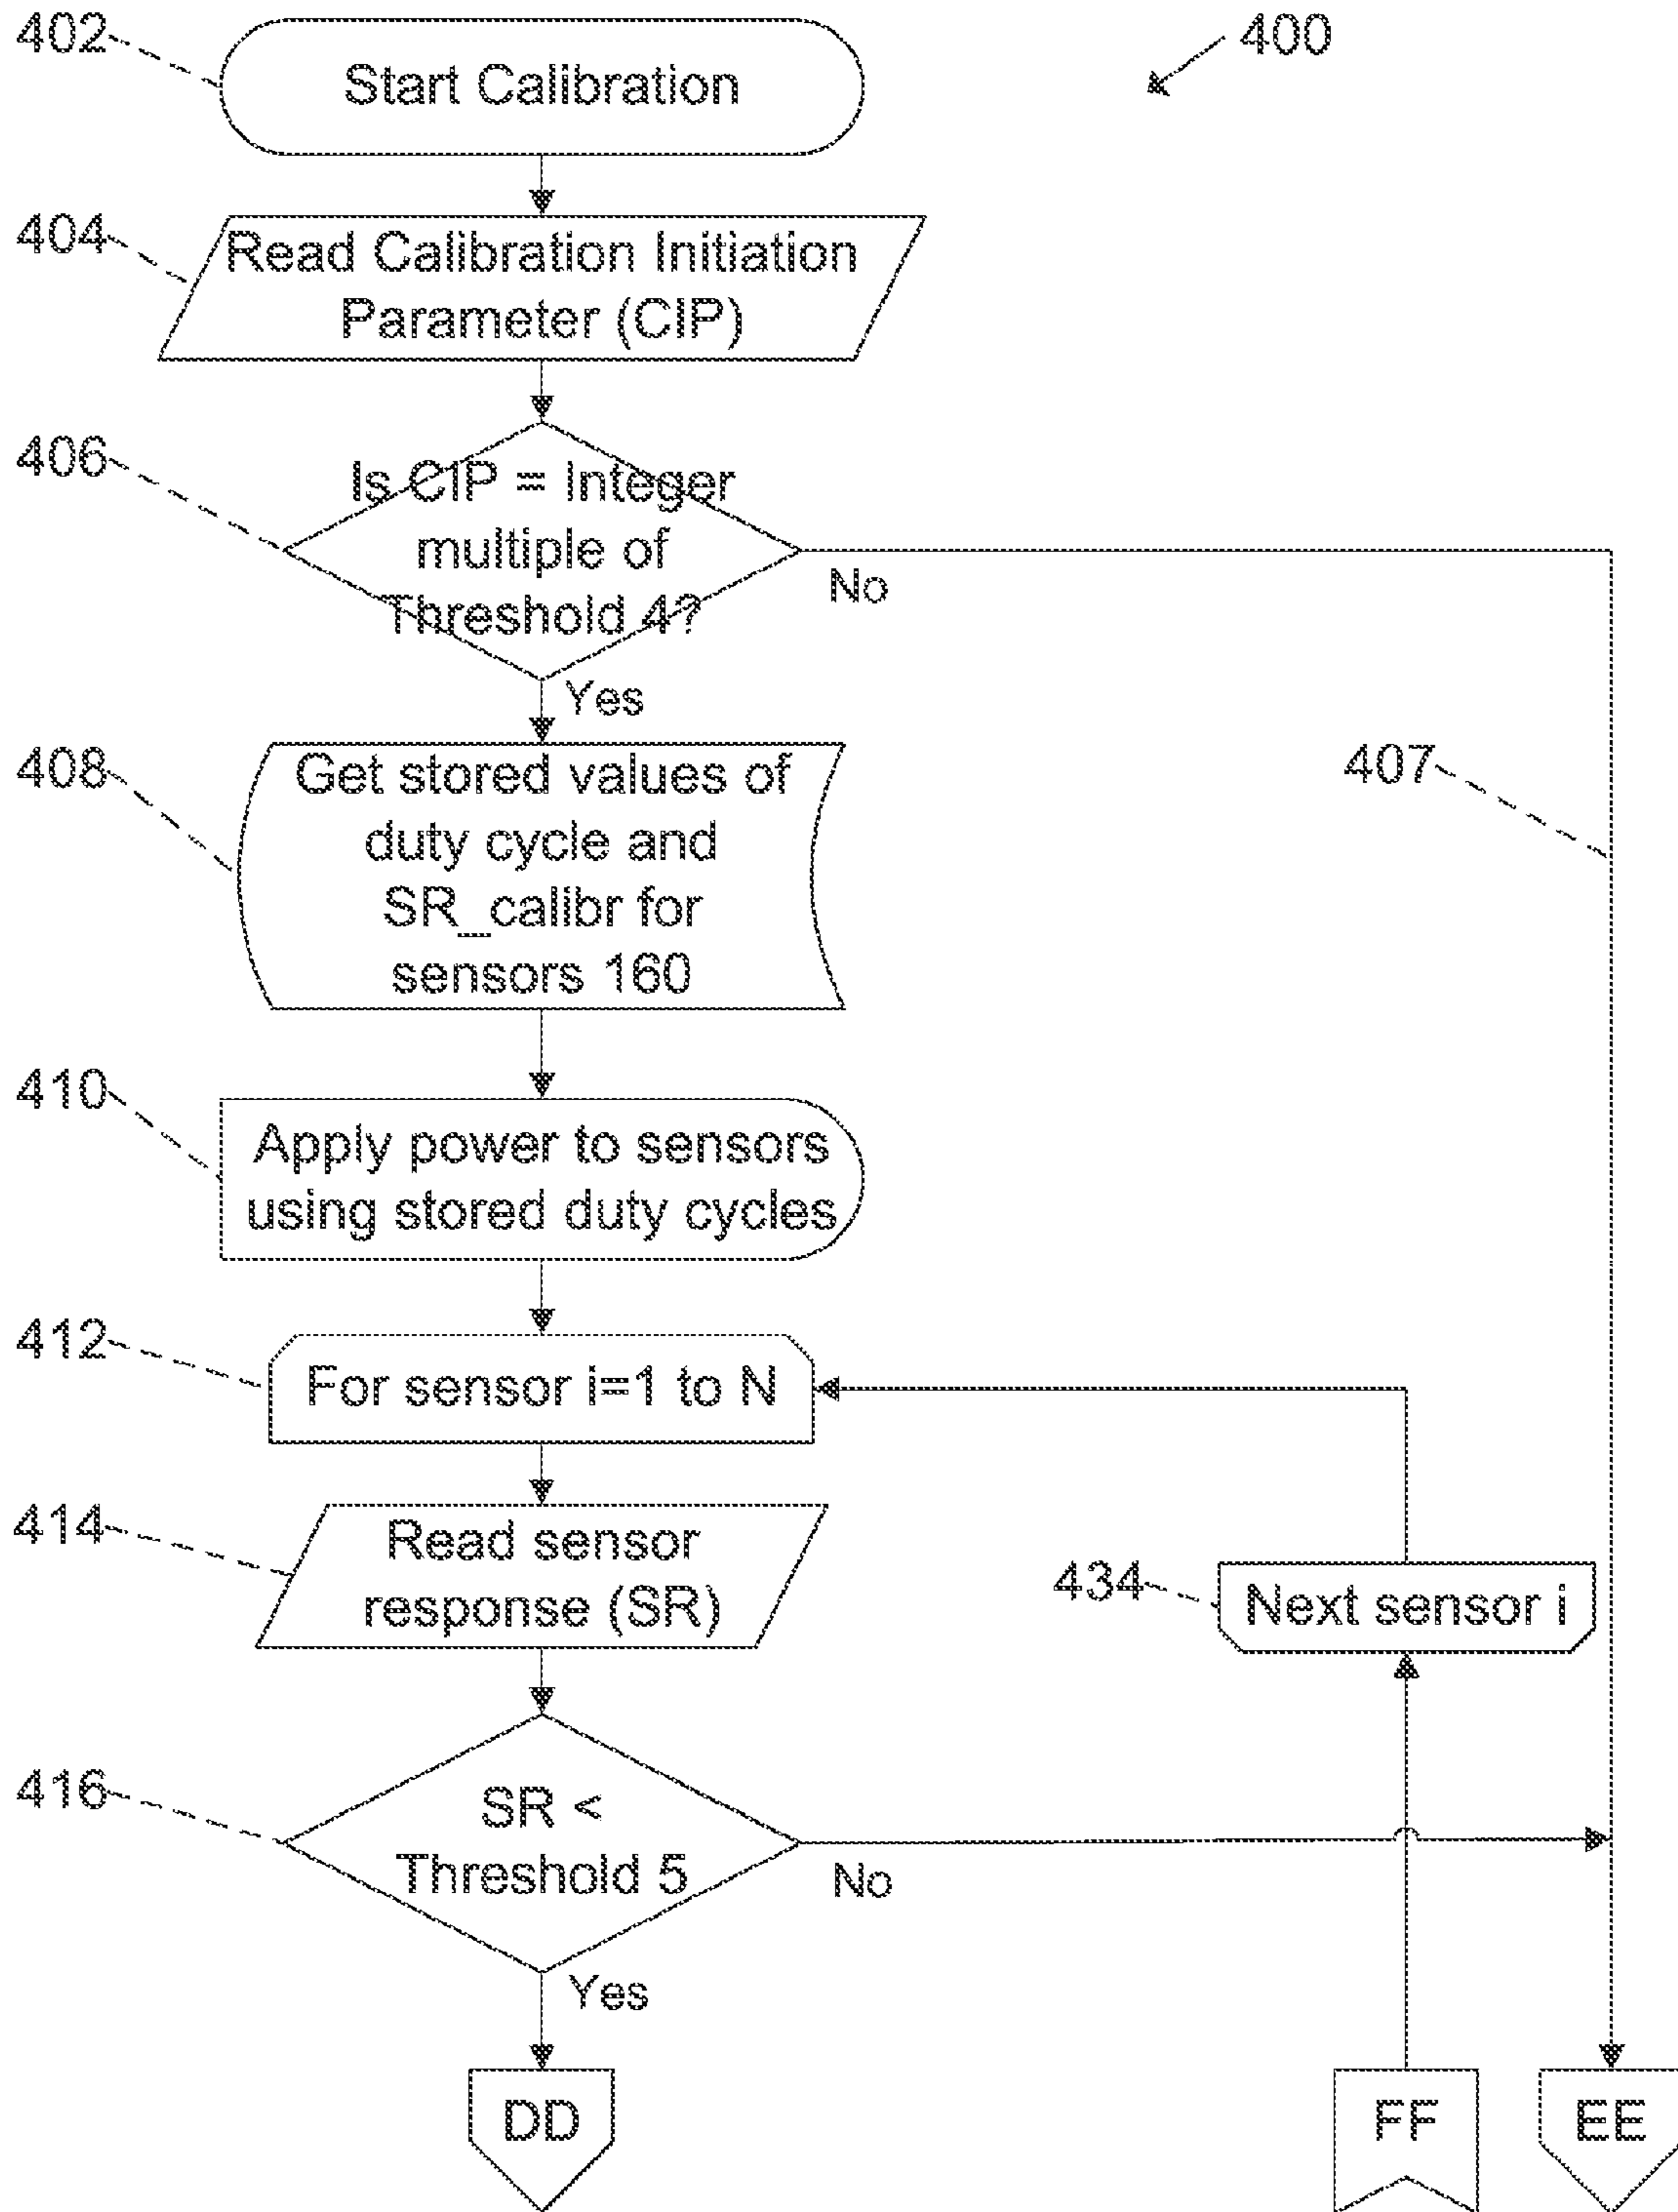 402
Start Calibration
400
404
Read Calibration Initiation
Parameter (CIP)
406
Is CIP = Integer
multiple of
Threshold 4?
No
Yes
408
Get stored values of
duty cycle and
SR_calibr for
sensors 160
407
410
Apply power to sensors
using stored duty cycles
412
For sensor i=1 to N
414
Read sensor
response (SR)
434
Next sensor i
416
SR <
Threshold 5
No
Yes
DD
FF
EE